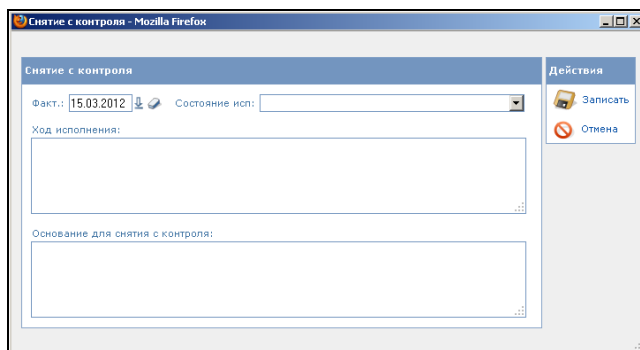 Снятие с контроля - Mozilla Firefox
Снятие с контроля
Действия
Факт.: 15.03.2012 Состояние исп:
Записать
Ход исполнения:
Отмена
Основание для снятия с контроля: